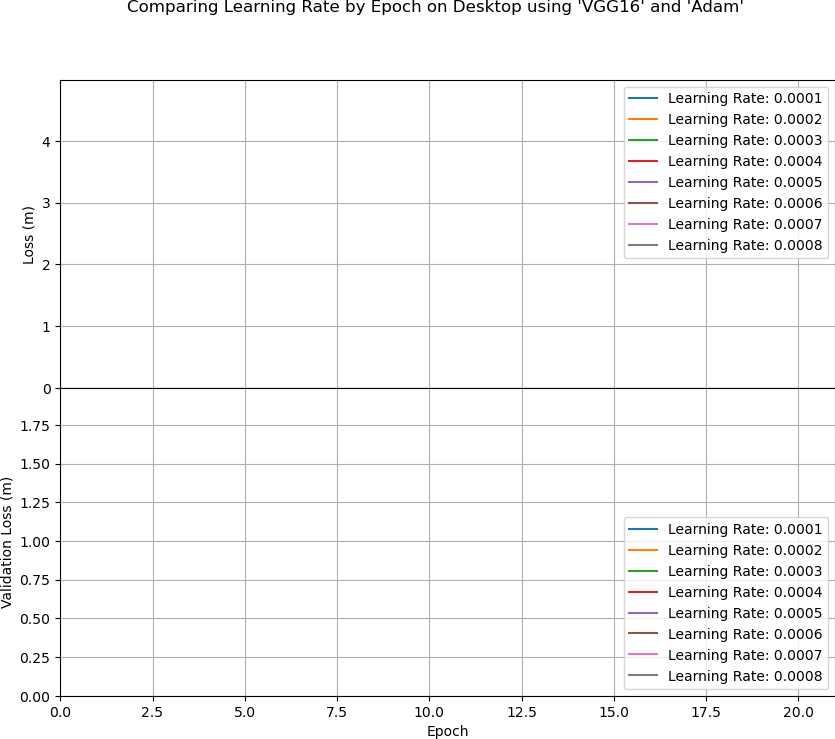 Comparing Learning Rate by Epoch on Desktop using 'VGG16' and 'Adam'
Loss (m)
4
3
2
1
0
Learning Rate: 0.0001
Learning Rate: 0.0002
Learning Rate: 0.0003
Learning Rate: 0.0004
Learning Rate: 0.0005
Learning Rate: 0.0006
Learning Rate: 0.0007
Learning Rate: 0.0008
Validation Loss (m)
1.75
1.50
1.25
1.00
0.75
0.50
0.25
0.00
Learning Rate: 0.0001
Learning Rate: 0.0002
Learning Rate: 0.0003
Learning Rate: 0.0004
Learning Rate: 0.0005
Learning Rate: 0.0006
Learning Rate: 0.0007
Learning Rate: 0.0008
0.0 2.5 5.0 7.5 10.0 12.5 15.0 17.5 20.0
Epoch